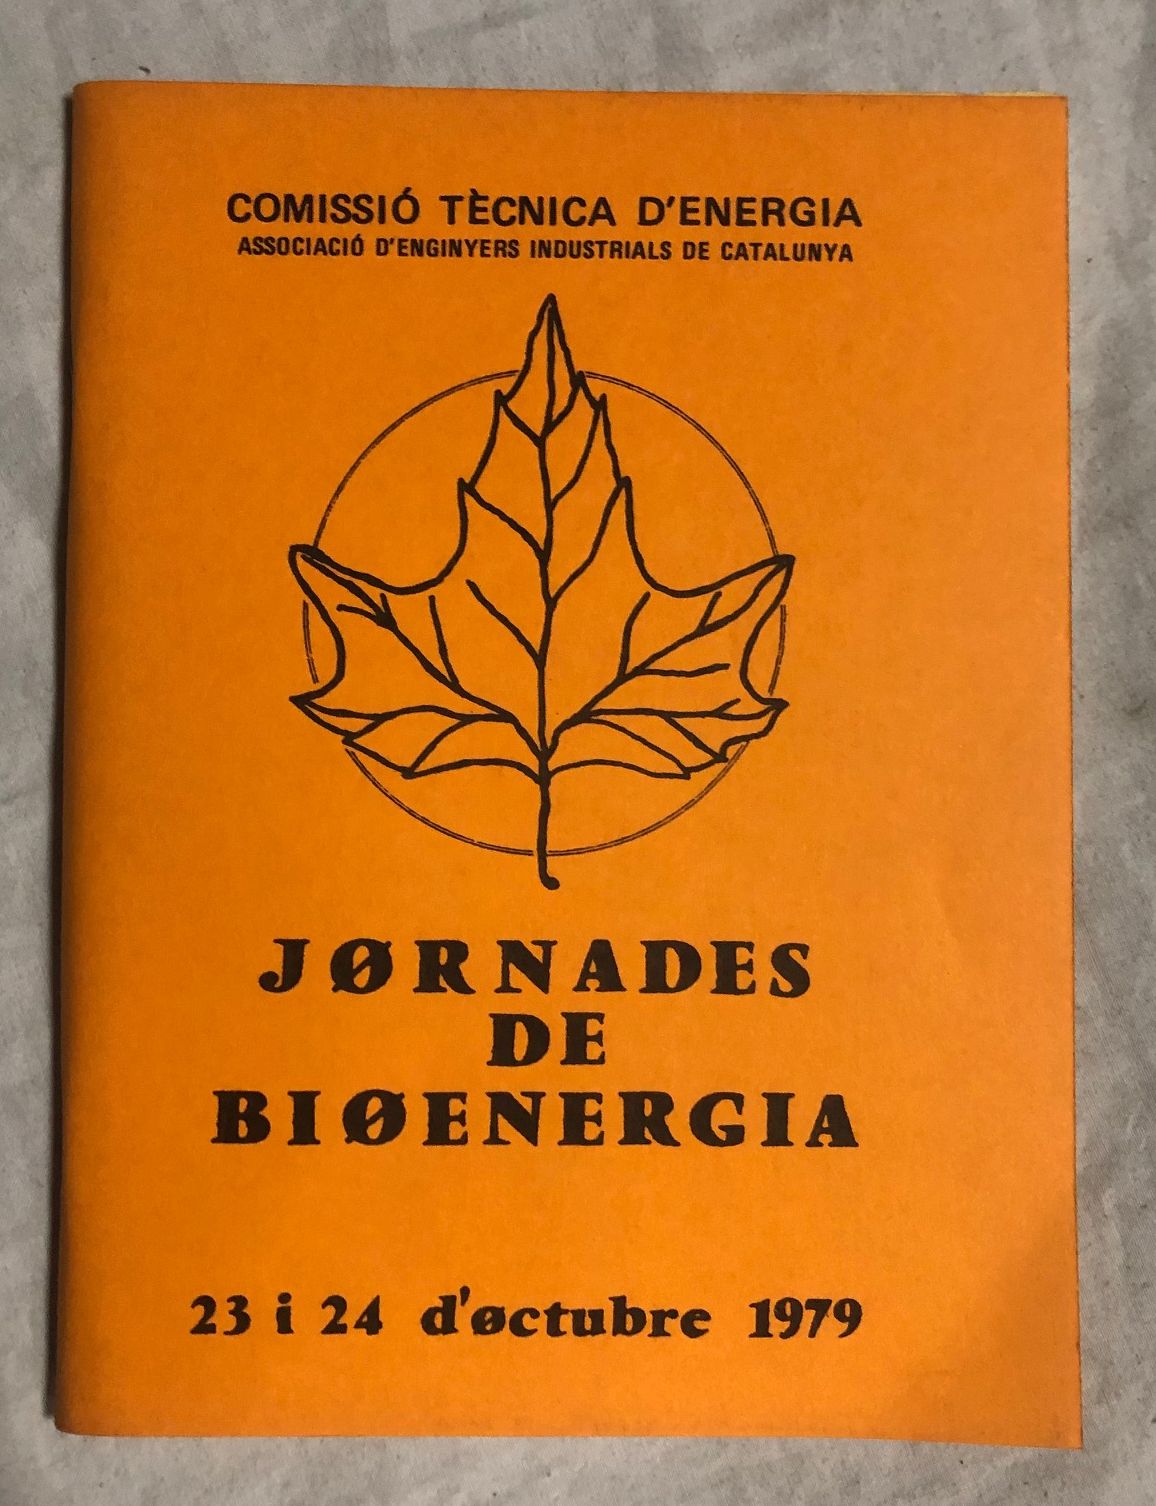 COMISSIÓ TÈCNICA D'ENERGIA
ASSOCIACIÓ D'ENGINYERS INDUSTRIALS DE CATALUNYA
JØRNADES
DE
BIØENERGIA
23 i 24 d'øctubre 1979